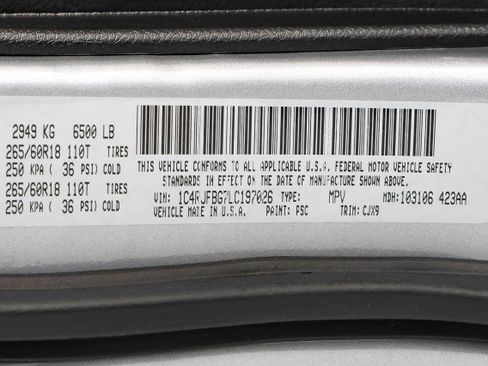 2949 KG 6500 LB
265/60R18 110T TIRES
250 KPA ( 36 PSI) COLD
265/60R18 110T TIRES
250 KPA ( 36 PSI) COLD
THIS VEHICLE CONFORMS TO ALL APPLICABLE U.S.A. FEDERAL MOTOR VEHICLE SAFETY
STANDARDS IN EFFECT ON THE DATE OF MANUFACTURE SHOWN ABOVE.
VIN: 1C4RJFBG7LC197026 TYPE: MPV MDH: 103106 423AA
VEHICLE MADE IN U.S.A. PAINT: PSC TRIM: CJX9